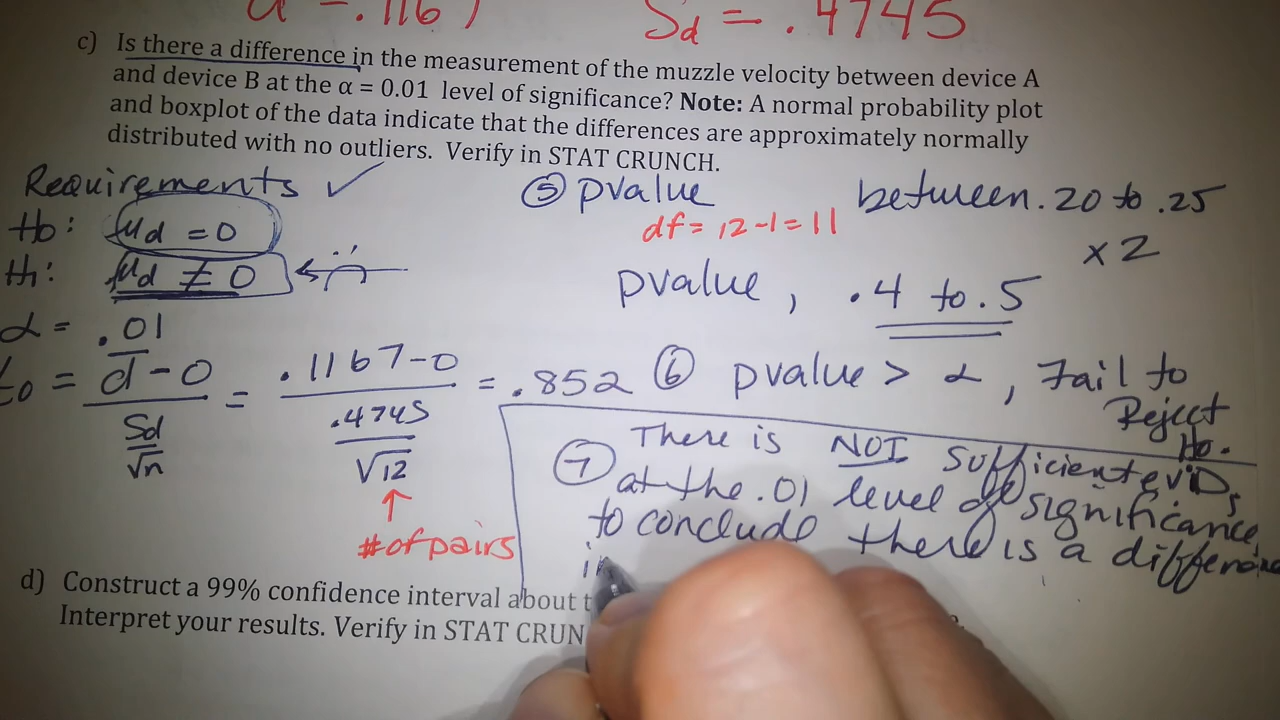 d = .1167 Sd = .4745
c) Is there a difference in the measurement of the muzzle velocity between device A
and device B at the α = 0.01 level of significance? Note: A normal probability plot
and boxplot of the data indicate that the differences are approximately normally
distributed with no outliers. Verify in STAT CRUNCH.
Requirements ✓
Ho: μd = 0
H1: μd ≠ 0
α = .01
to = d̄ - 0 / Sd/√n = .1167-0 / .4745/√12 = .852
↑
# of pairs
⑤ pvalue between .20 to .25
df = 12-1 = 11
x 2
pvalue, .4 to .5
⑥ pvalue > α, Fail to
Reject
Ho.
⑦ There is NOT sufficient evid,
at the .01 level of significance,
to conclude there is a difference
in
d) Construct a 99% confidence interval about
Interpret your results. Verify in STAT CRUN